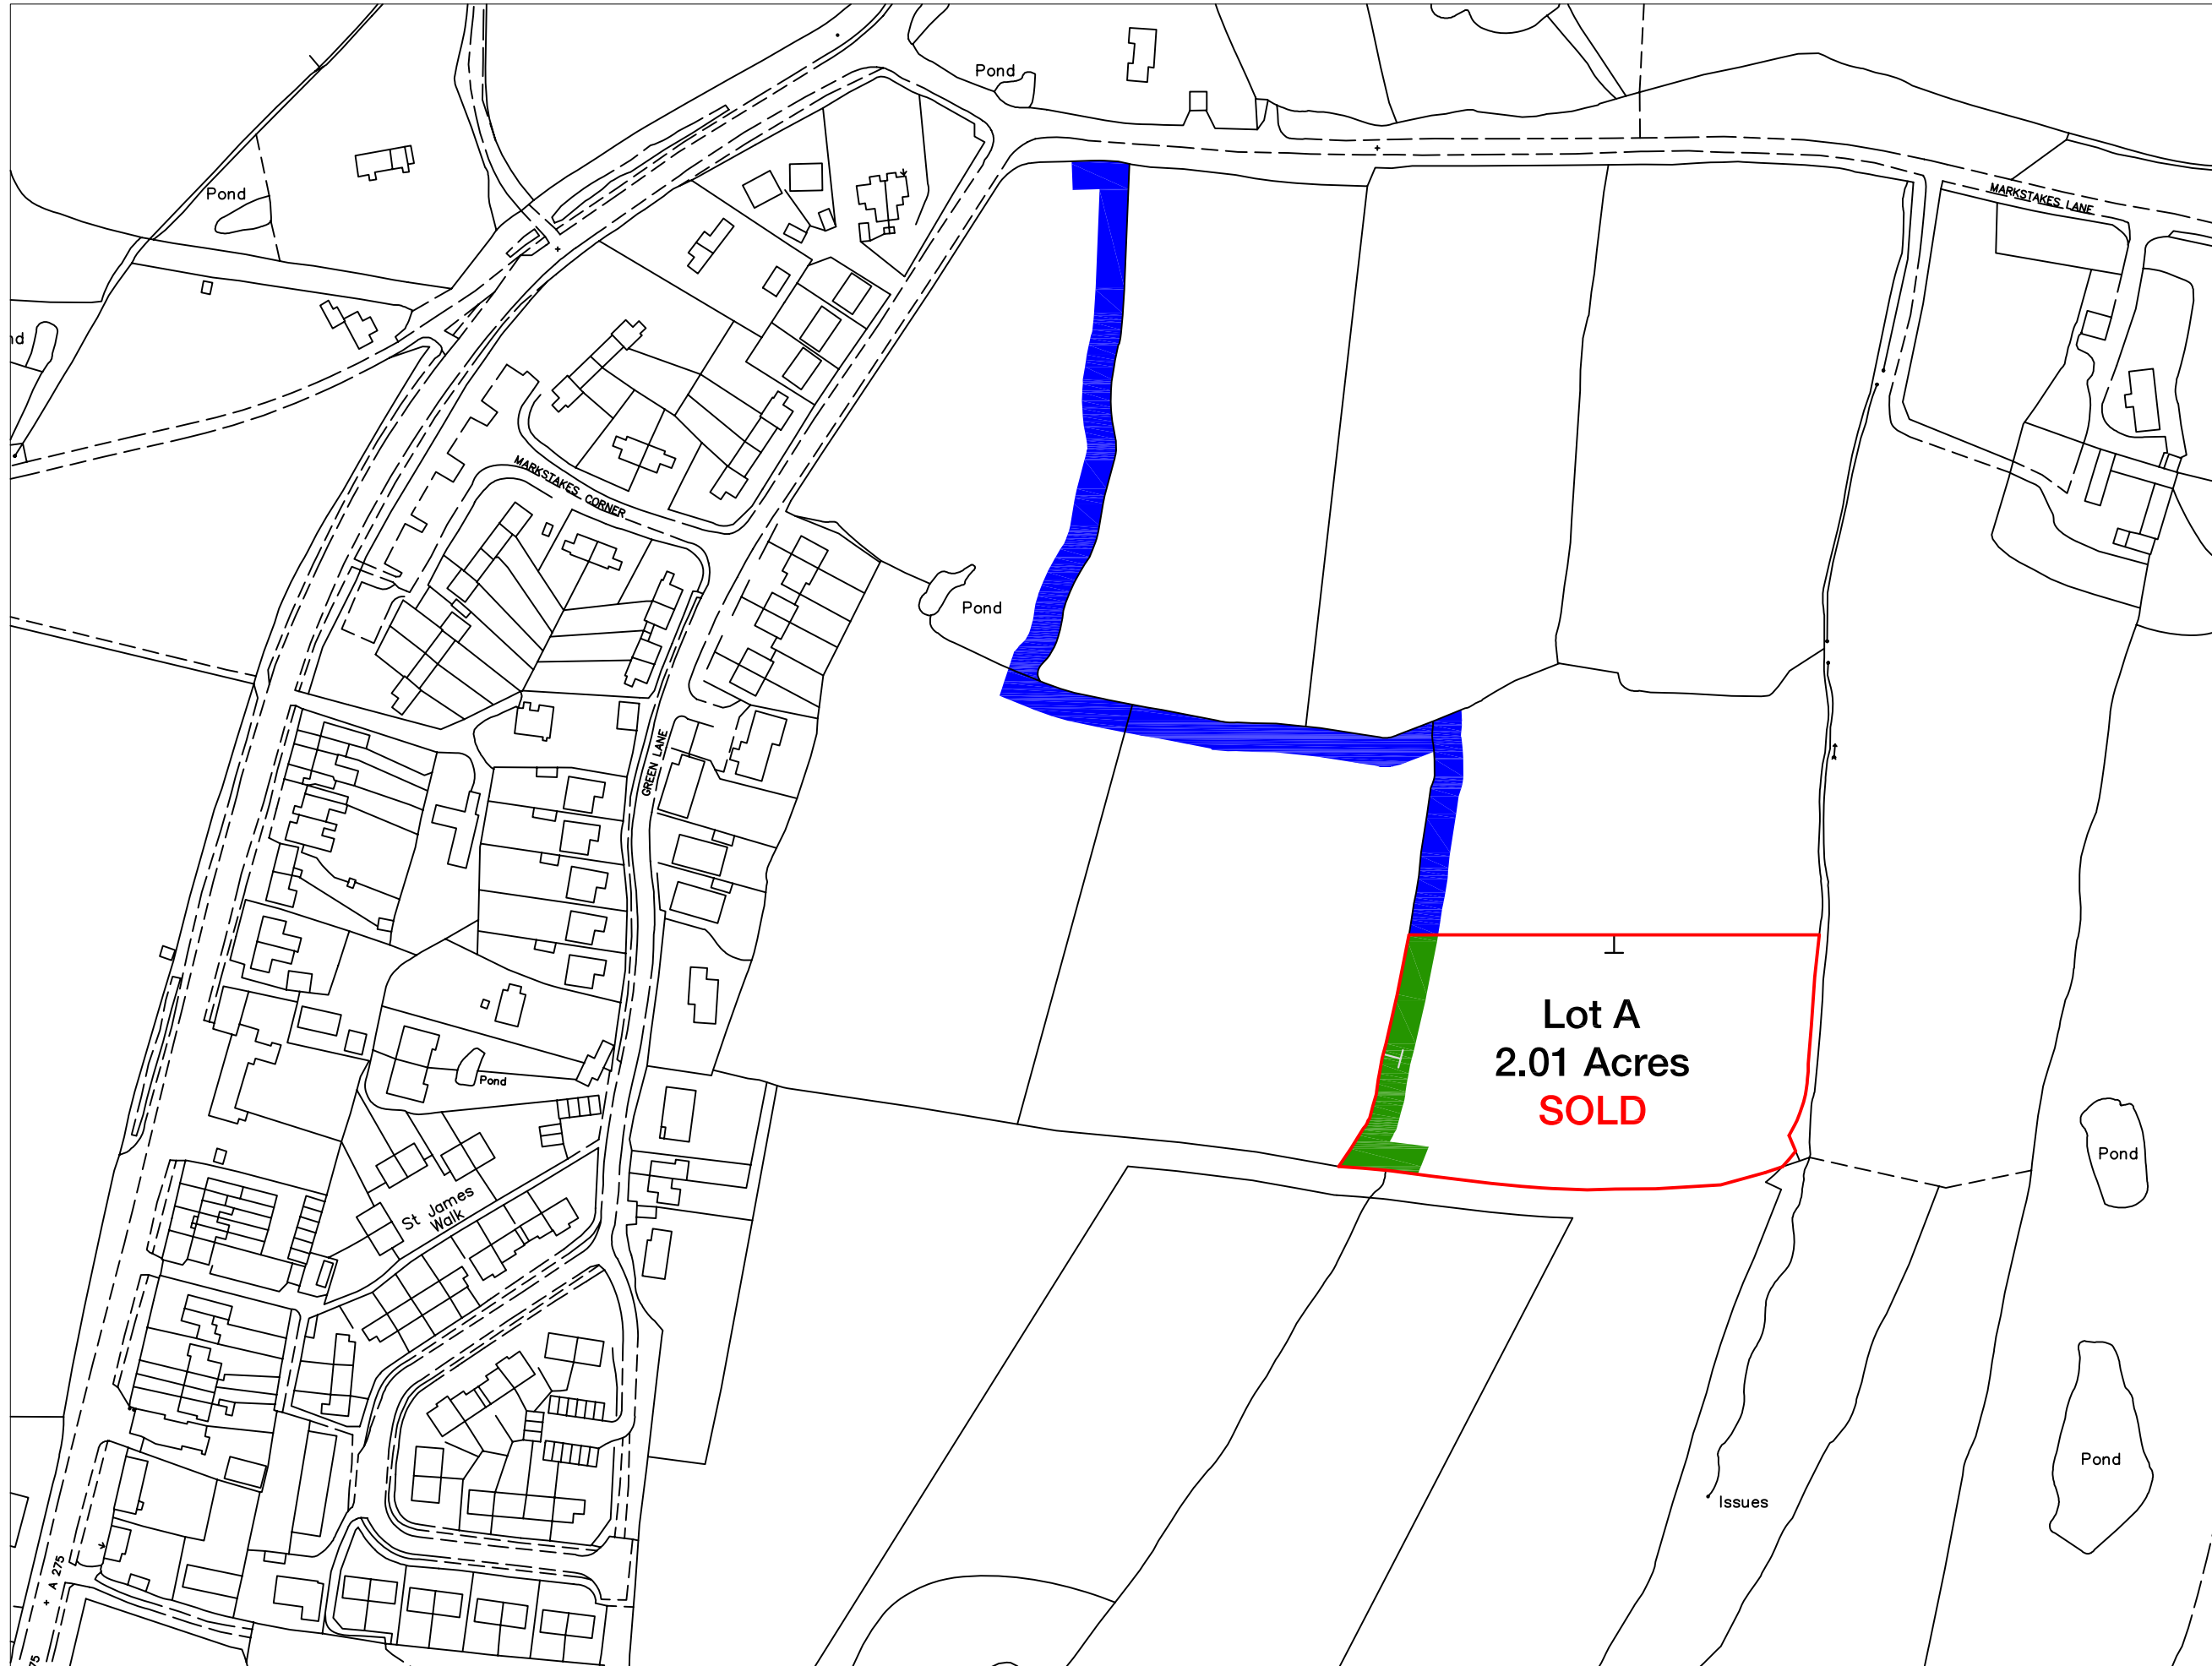 Pond
Pond
MARKSTAKES LANE
nd
MARKSTAKES CORNER
Pond
GREEN LANE
Lot A
2.01 Acres
SOLD
Pond
Pond
St James
Walk
Pond
Issues
A 275
75